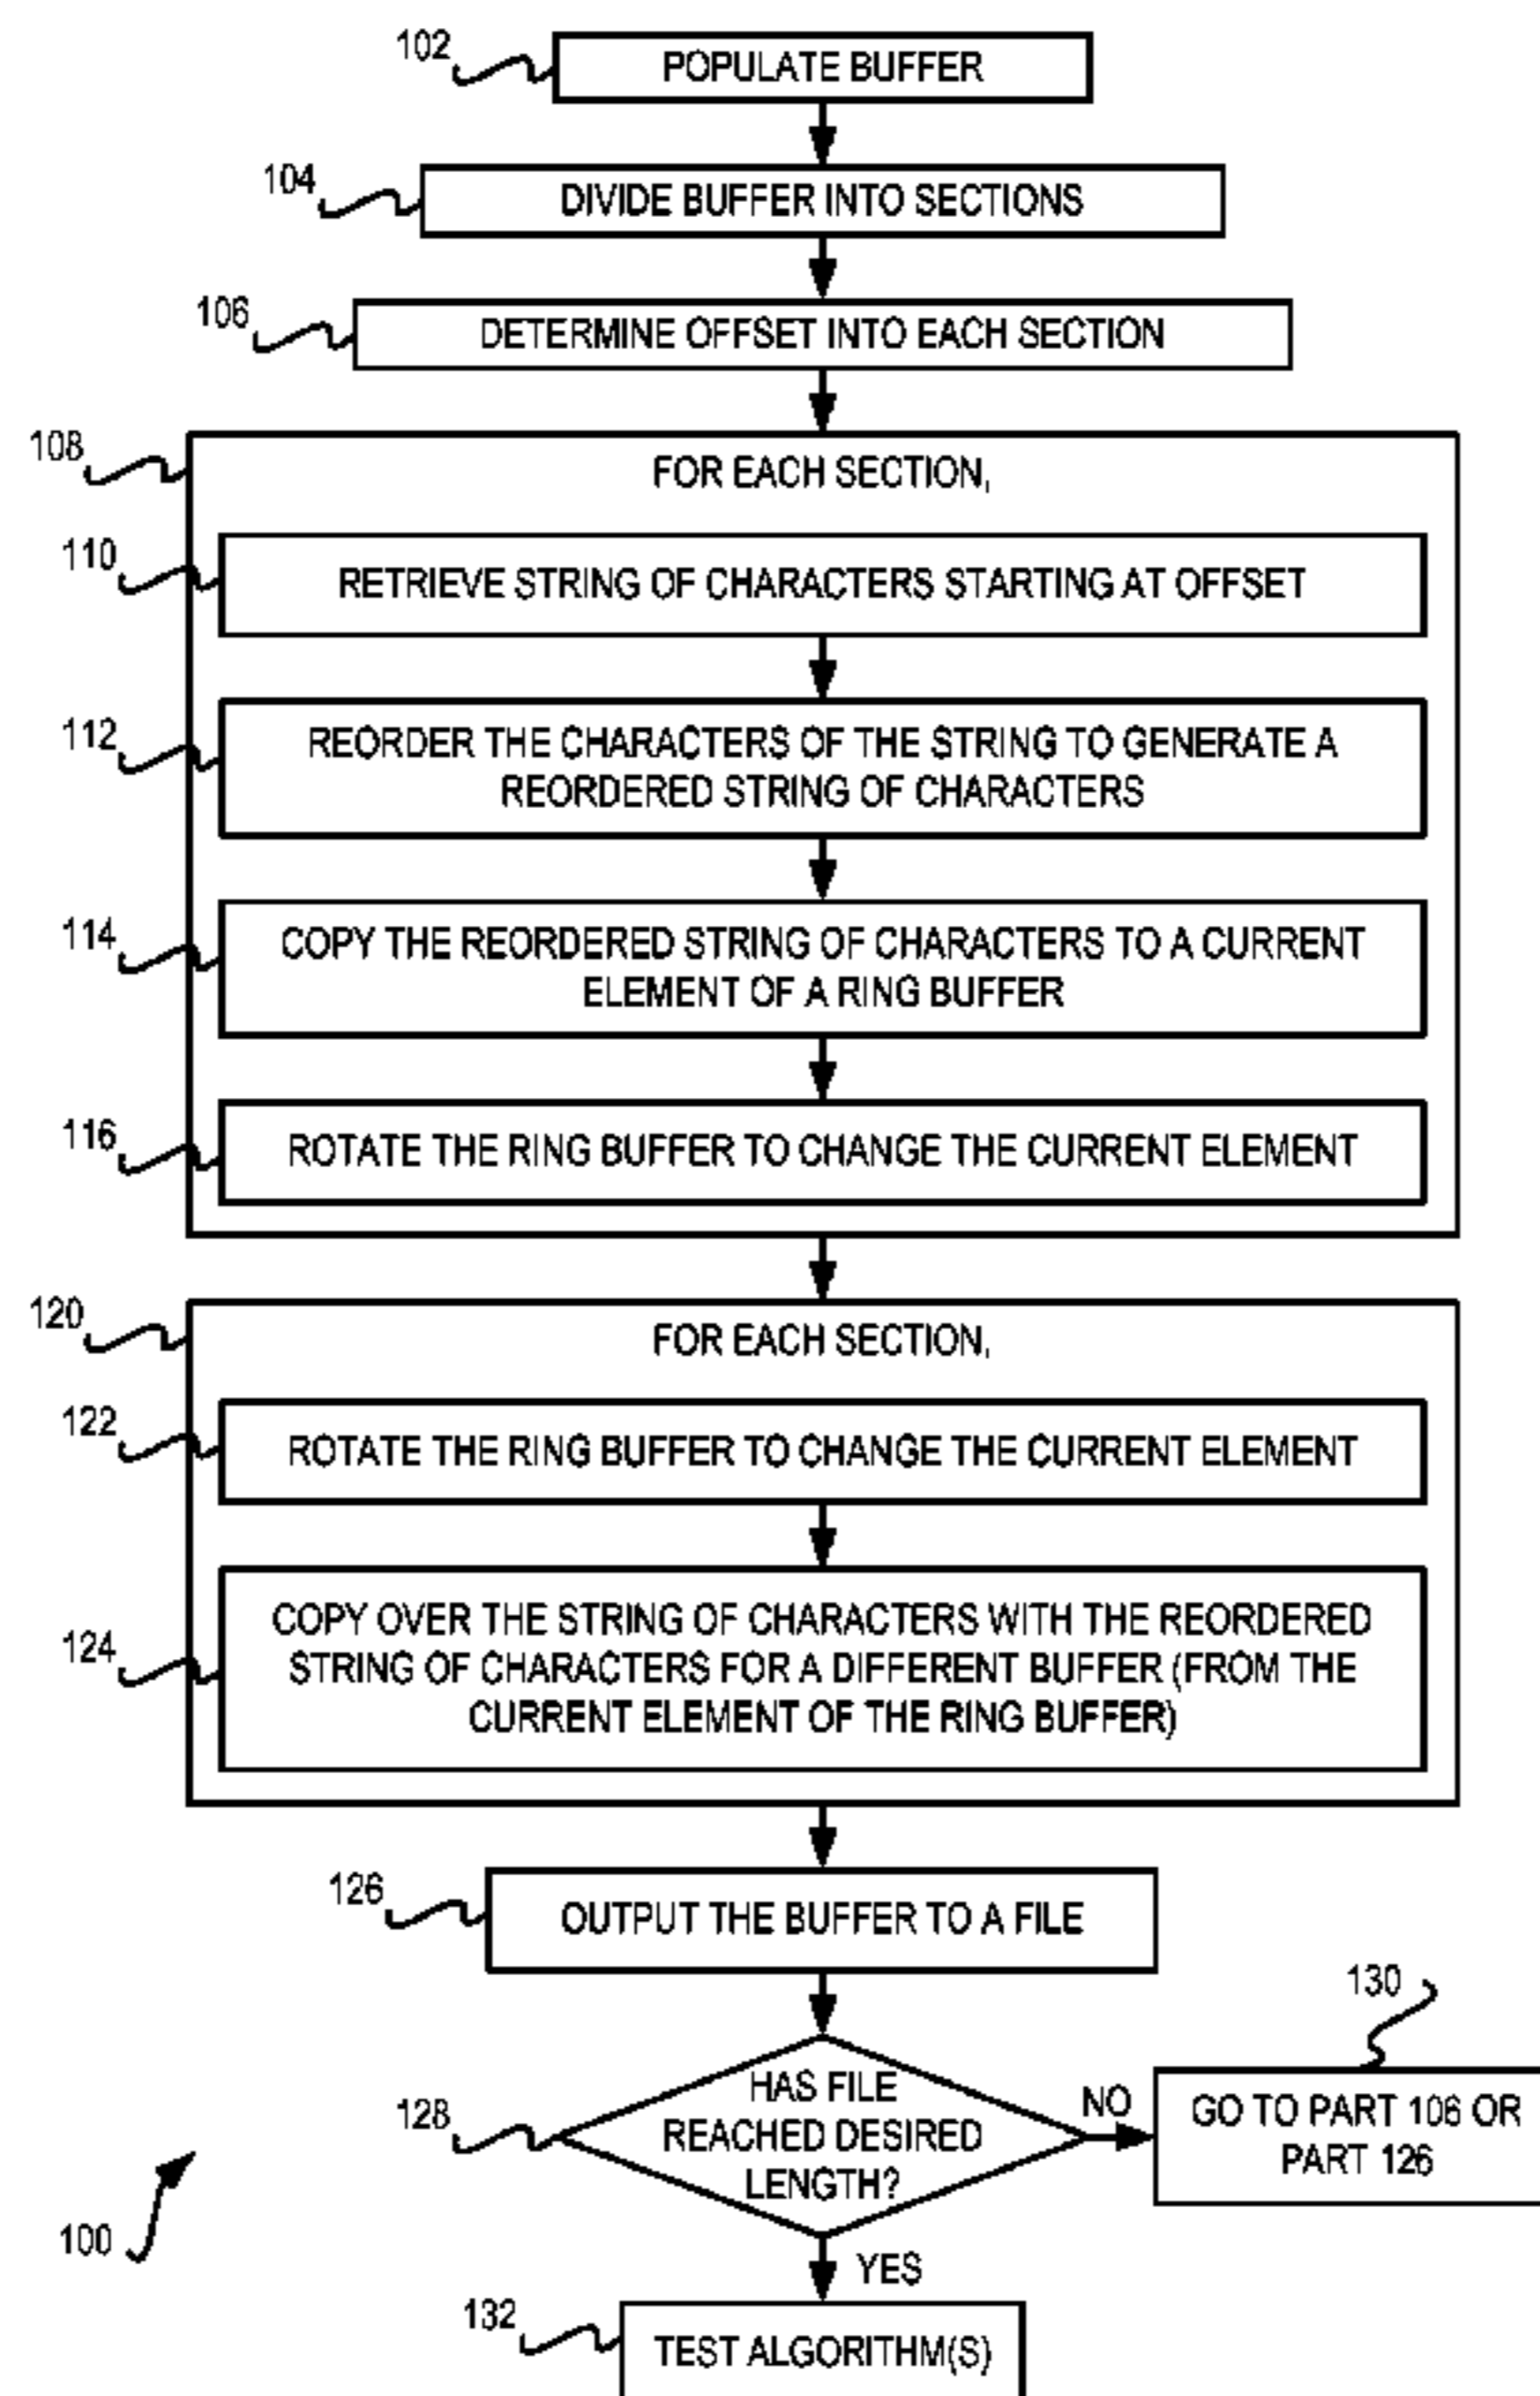 102
POPULATE BUFFER
104
DIVIDE BUFFER INTO SECTIONS
106
DETERMINE OFFSET INTO EACH SECTION
108
FOR EACH SECTION,
110
RETRIEVE STRING OF CHARACTERS STARTING AT OFFSET
112
REORDER THE CHARACTERS OF THE STRING TO GENERATE A
REORDERED STRING OF CHARACTERS
114
COPY THE REORDERED STRING OF CHARACTERS TO A CURRENT
ELEMENT OF A RING BUFFER
116
ROTATE THE RING BUFFER TO CHANGE THE CURRENT ELEMENT
120
FOR EACH SECTION,
122
ROTATE THE RING BUFFER TO CHANGE THE CURRENT ELEMENT
124
COPY OVER THE STRING OF CHARACTERS WITH THE REORDERED
STRING OF CHARACTERS FOR A DIFFERENT BUFFER (FROM THE
CURRENT ELEMENT OF THE RING BUFFER)
126
OUTPUT THE BUFFER TO A FILE
128
HAS FILE
REACHED DESIRED
LENGTH?
NO
130
GO TO PART 106 OR
PART 126
100
YES
132
TEST ALGORITHM(S)